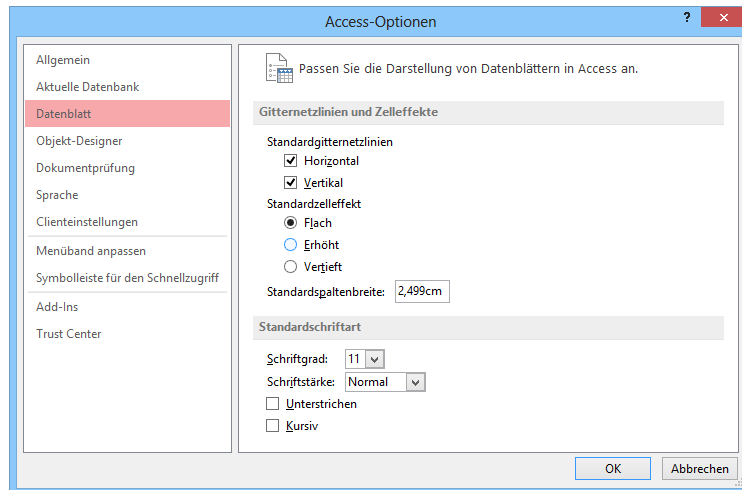 Access-Optionen
?
Allgemein
Aktuelle Datenbank
Datenblatt
Objekt-Designer
Dokumentprüfung
Sprache
Clienteinstellungen
Menüband anpassen
Symbolleiste für den Schnellzugriff
Add-Ins
Trust Center
Passen Sie die Darstellung von Datenblättern in Access an.
Gitternetzlinien und Zelleffekte
Standardgitternetzlinien
Horizontal
Vertikal
Standardzelleffekt
Flach
Erhöht
Vertieft
Standardspaltenbreite: 2,499cm
Standardschriftart
Schriftgrad: 11
Schriftstärke: Normal
Unterstrichen
Kursiv
OK Abbrechen